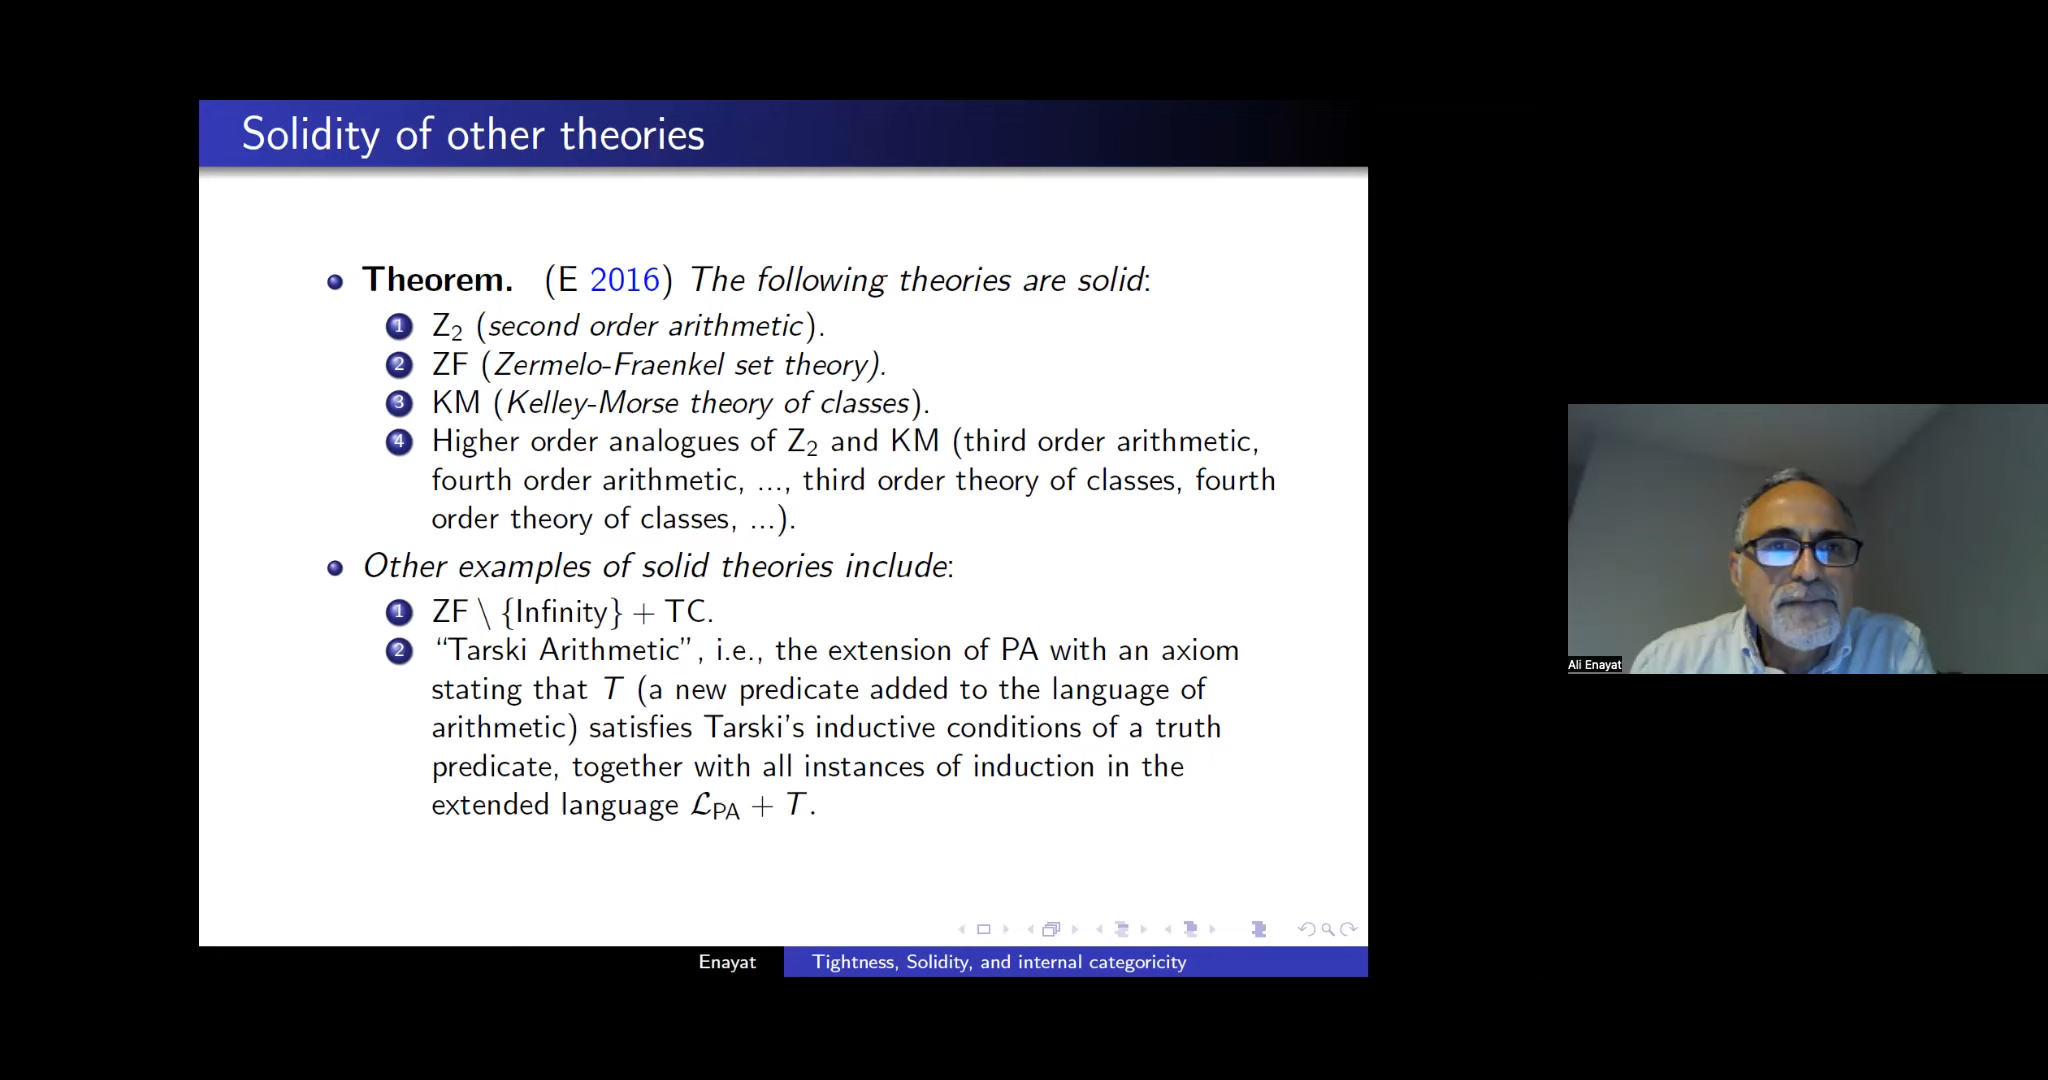 Solidity of other theories
Theorem. (E 2016) The following theories are solid:
1 Z₂ (second order arithmetic).
2 ZF (Zermelo-Fraenkel set theory).
3 KM (Kelley-Morse theory of classes).
4 Higher order analogues of Z₂ and KM (third order arithmetic,
fourth order arithmetic, ..., third order theory of classes, fourth
order theory of classes, ...).
Other examples of solid theories include:
1 ZF \ {Infinity} + TC.
2 “Tarski Arithmetic”, i.e., the extension of PA with an axiom
stating that T (a new predicate added to the language of
arithmetic) satisfies Tarski's inductive conditions of a truth
predicate, together with all instances of induction in the
extended language ℒ_PA + T.
Enayat
Tightness, Solidity, and internal categoricity
Ali Enayat